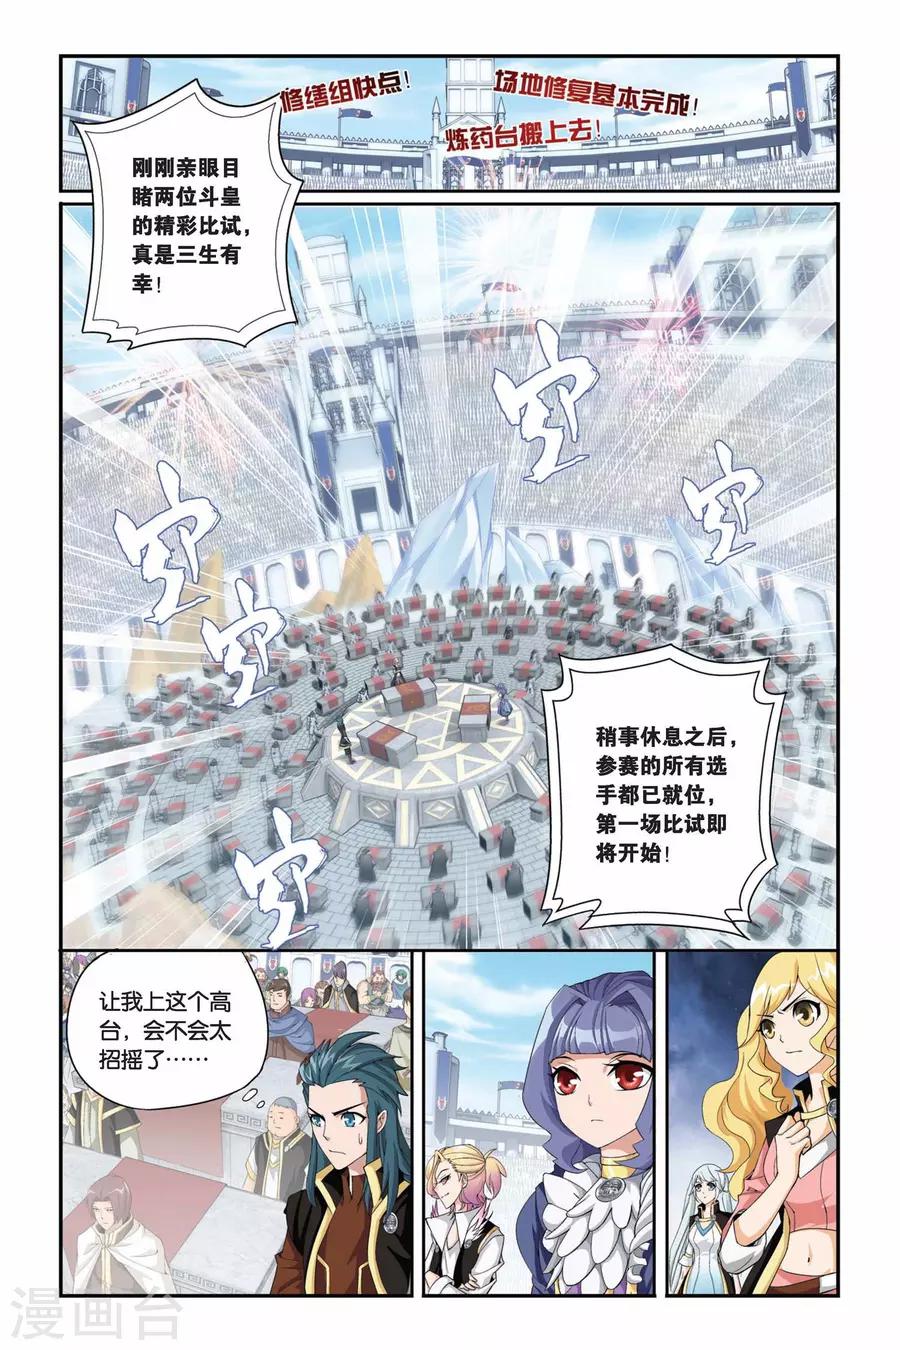 修缮组快点！
场地修复基本完成！
炼药台搬上去！
刚刚亲眼目
睹两位斗皇
的精彩比试，
真是三生有
幸！
空
空
空
空
空
稍事休息之后，
参赛的所有选
手都已就位，
第一场比试即
将开始！
让我上这个高
台，会不会太
招摇了……
漫画台